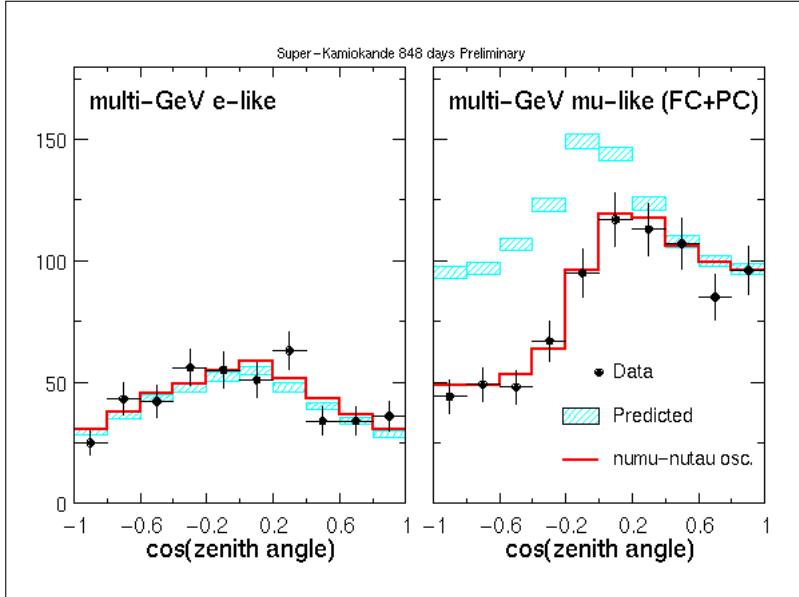 Super-Kamiokande 848 days Preliminary
multi-GeV e-like
multi-GeV mu-like (FC+PC)
150
100
50
0
Data
Predicted
numu-nutau osc.
-1 -0.6 -0.2 0.2 0.6 1
-1 -0.6 -0.2 0.2 0.6 1
cos(zenith angle)
cos(zenith angle)